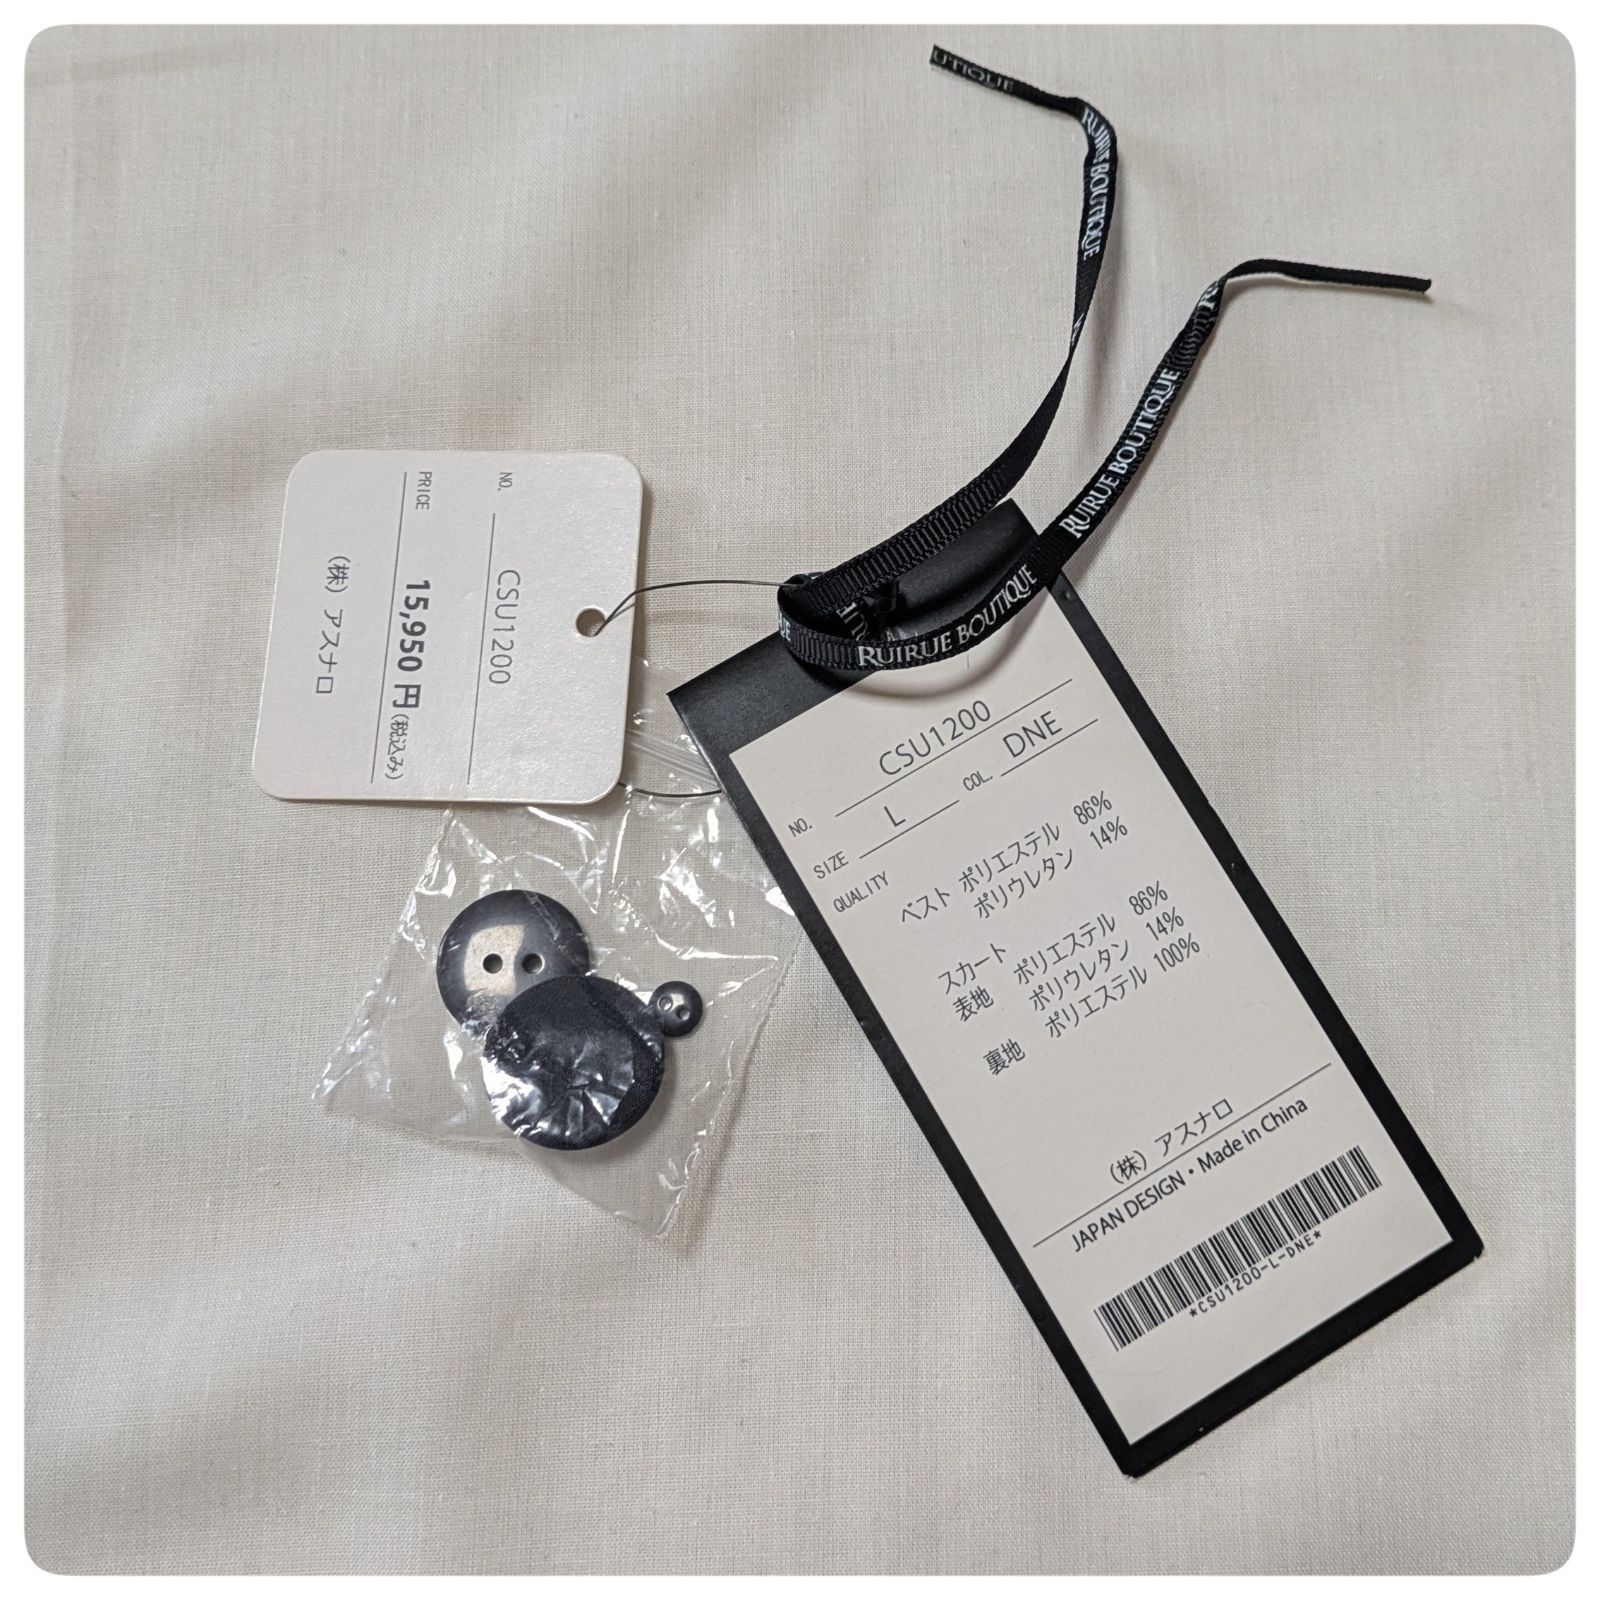 UTIQUE
RUIRUE BOUTIQUE
RUIRUE BOUTIQUE
RUIRUE BOUTIQUE
NO. CSU1200
PRICE 15,950 円(税込み)
(株) アスナロ
NO. CSU1200
SIZE L COL. DNE
QUALITY
ベスト ポリエステル 86%
ポリウレタン 14%
スカート
表地 ポリエステル 86%
ポリウレタン 14%
裏地 ポリエステル 100%
(株) アスナロ
JAPAN DESIGN・Made in China
*CSU1200-L-DNE*